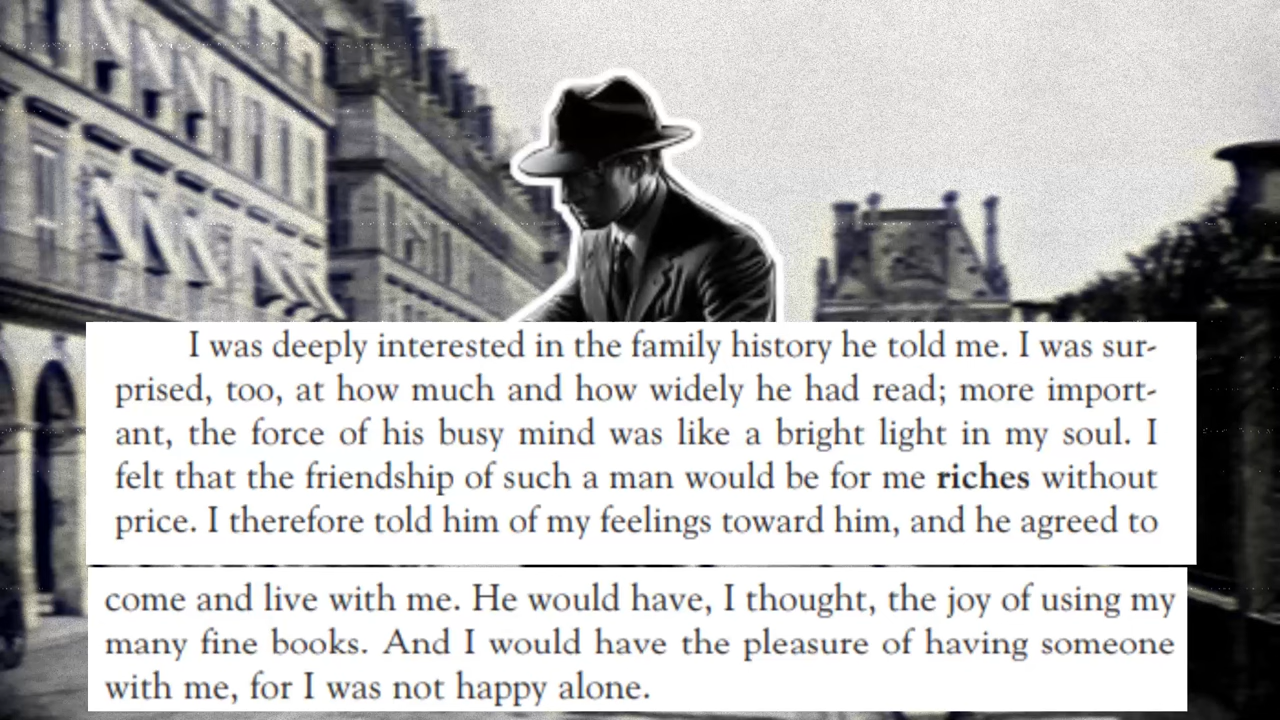 I was deeply interested in the family history he told me. I was sur-
prised, too, at how much and how widely he had read; more import-
ant, the force of his busy mind was like a bright light in my soul. I
felt that the friendship of such a man would be for me riches without
price. I therefore told him of my feelings toward him, and he agreed to
come and live with me. He would have, I thought, the joy of using my
many fine books. And I would have the pleasure of having someone
with me, for I was not happy alone.